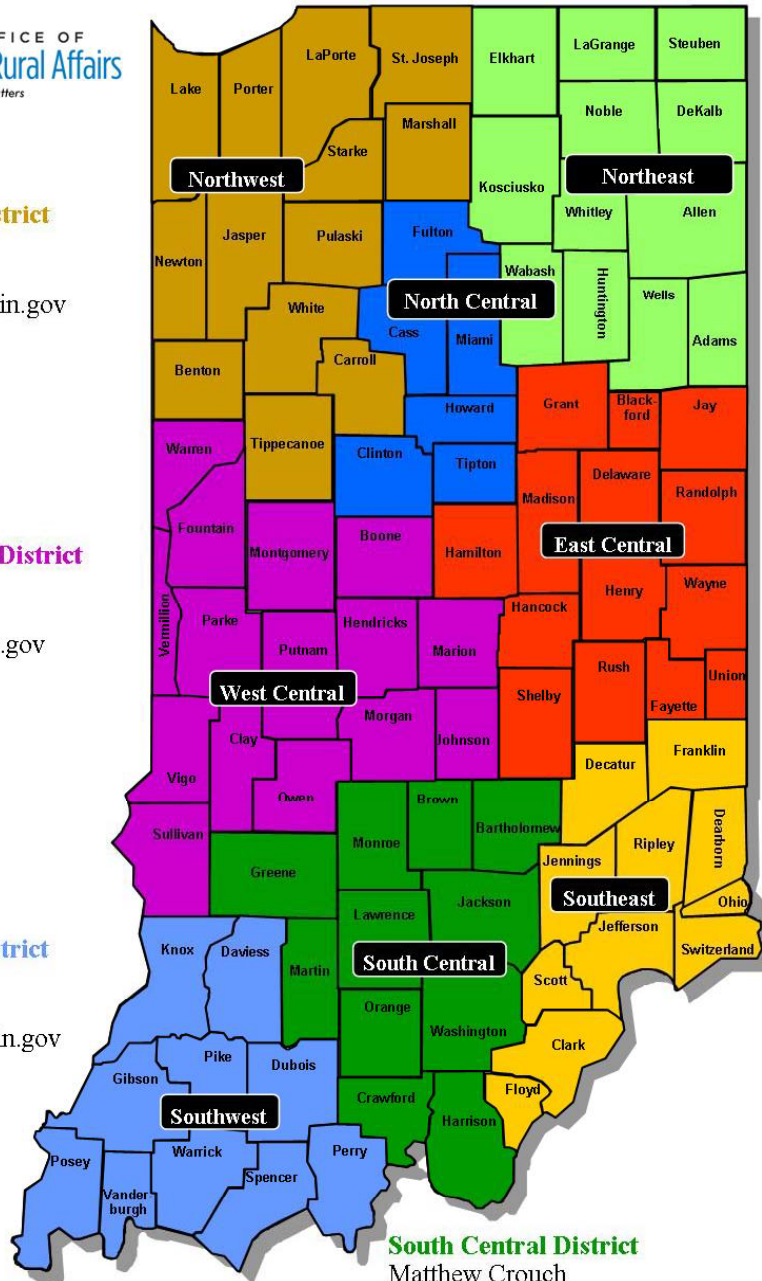 FFICE OF
Rural Affairs
tters
LaPorte
St. Joseph
Elkhart
LaGrange
Steuben
Lake
Porter
Noble
DeKalb
Marshall
Starke
Northwest
Northeast
Kosciusko
strict
Whitley
Allen
Jasper
Pulaski
Fulton
Newton
Wabash
Huntington
Wells
in.gov
White
North Central
Cass
Miami
Adams
Carroll
Benton
Howard
Grant
Black-
ford
Jay
Warren
Tippecanoe
Clinton
Tipton
Delaware
Madison
Randolph
Fountain
Boone
District
Montgomery
Hamilton
East Central
Vermillion
Parke
Hendricks
Hancock
Henry
Wayne
.gov
Putnam
Marion
Rush
Union
West Central
Shelby
Fayette
Morgan
Clay
Johnson
Franklin
Decatur
Vigo
Owen
Brown
Bartholomew
Dearborn
Sullivan
Monroe
Ripley
Jennings
Greene
Southeast
Ohio
Lawrence
Jackson
Jefferson
trict
Knox
Daviess
Switzerland
South Central
Martin
Scott
Orange
Washington
n.gov
Clark
Pike
Dubois
Gibson
Floyd
Crawford
Southwest
Harrison
Warrick
Perry
Posey
Spencer
Vander
burgh
South Central District
Matthew Crouch